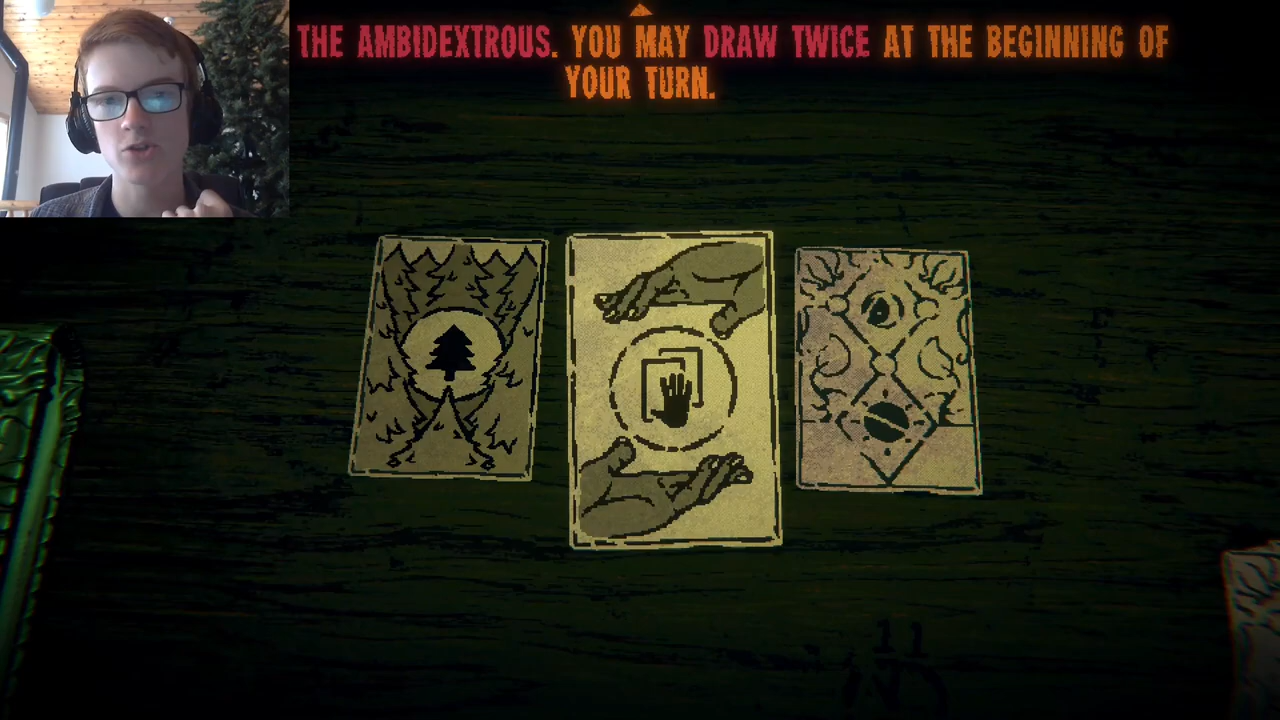 THE AMBIDEXTROUS. YOU MAY DRAW TWICE AT THE BEGINNING OF
YOUR TURN.